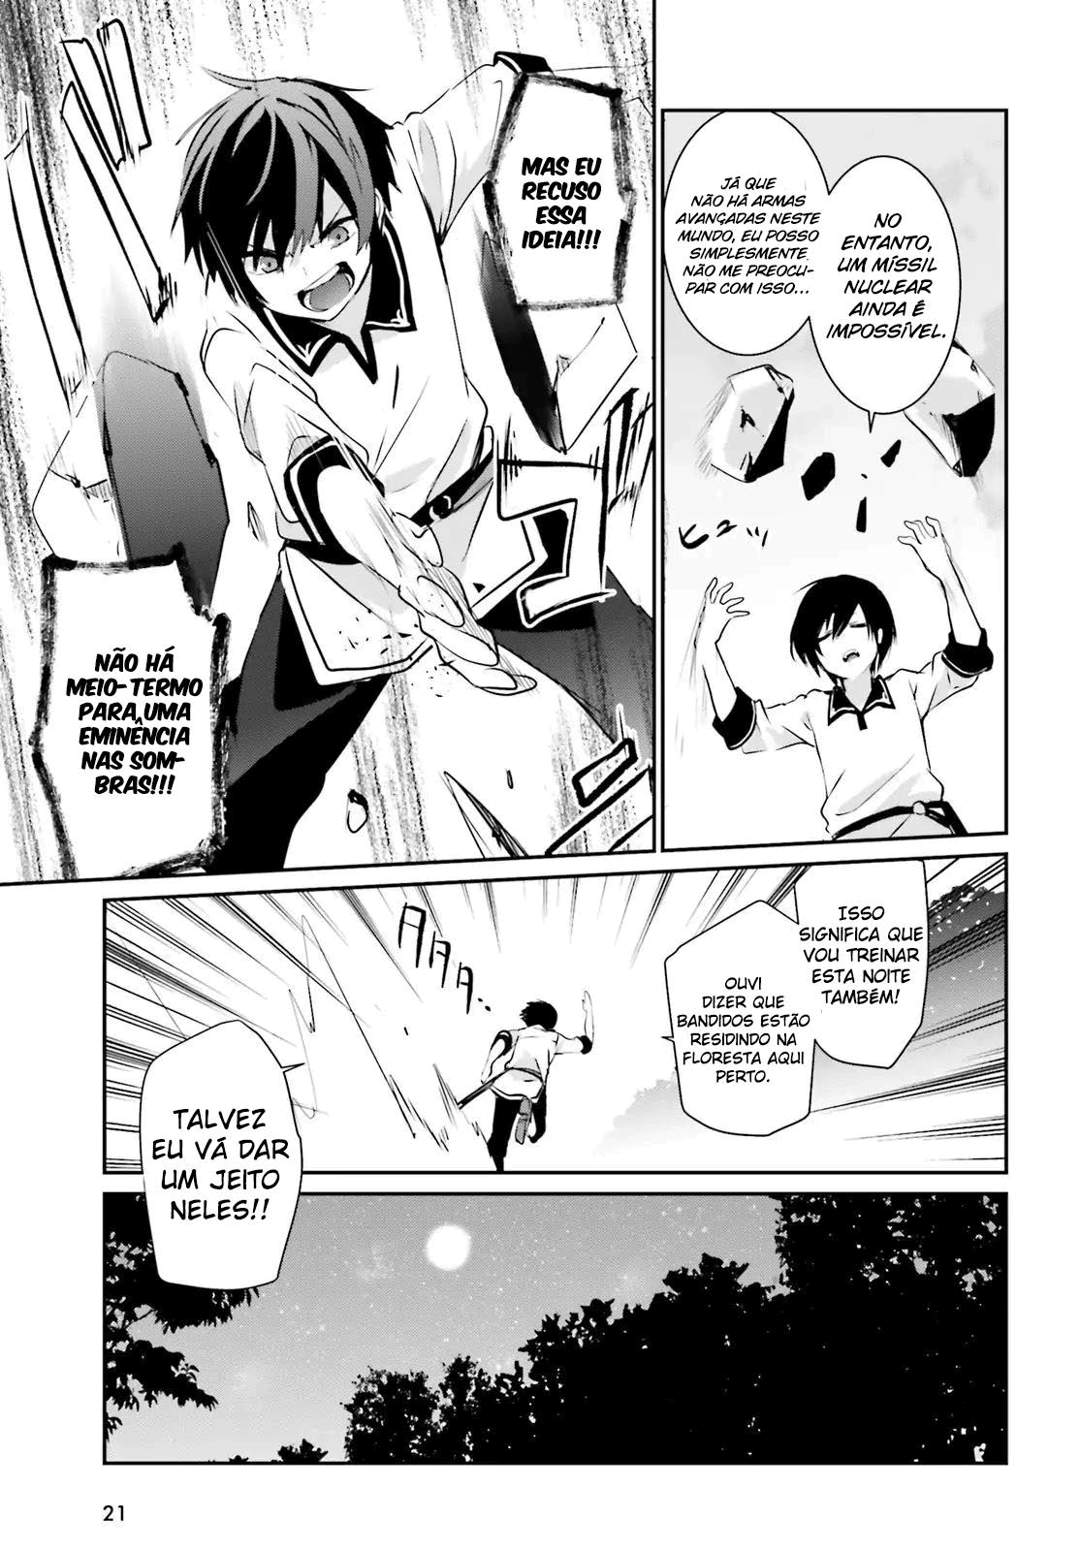 NO
ENTANTO,
UM MÍSSIL
NUCLEAR
AINDA É
IMPOSSÍVEL.
JÁ QUE
NÃO HÁ ARMAS
AVANÇADAS NESTE
MUNDO, EU POSSO
SIMPLESMENTE
NÃO ME PREOCU-
PAR COM ISSO...
ヒュッ
MAS EU
RECUSO
ESSA
IDEIA!!!
NÃO HÁ
MEIO-TERMO
PARA UMA
EMINÊNCIA
NAS SOM-
BRAS!!!
ISSO
SIGNIFICA QUE
VOU TREINAR
ESTA NOITE
TAMBÉM!
OUVI
DIZER QUE
BANDIDOS ESTÃO
RESIDINDO NA
FLORESTA AQUI
PERTO.
AAAA...
TALVEZ
EU VÁ DAR
UM JEITO
NELES!!
21